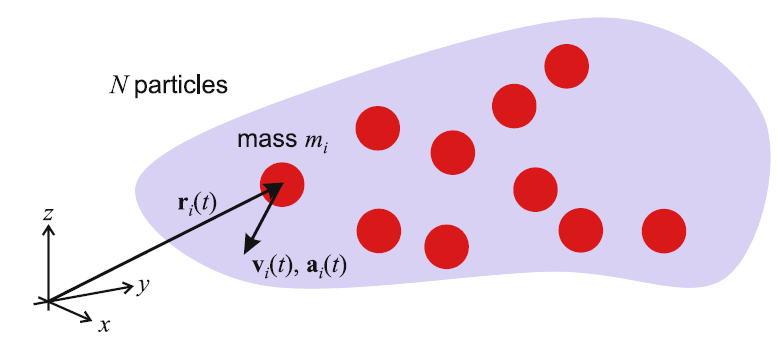 N particles
mass mᵢ
rᵢ(t)
z
vᵢ(t), aᵢ(t)
y
x